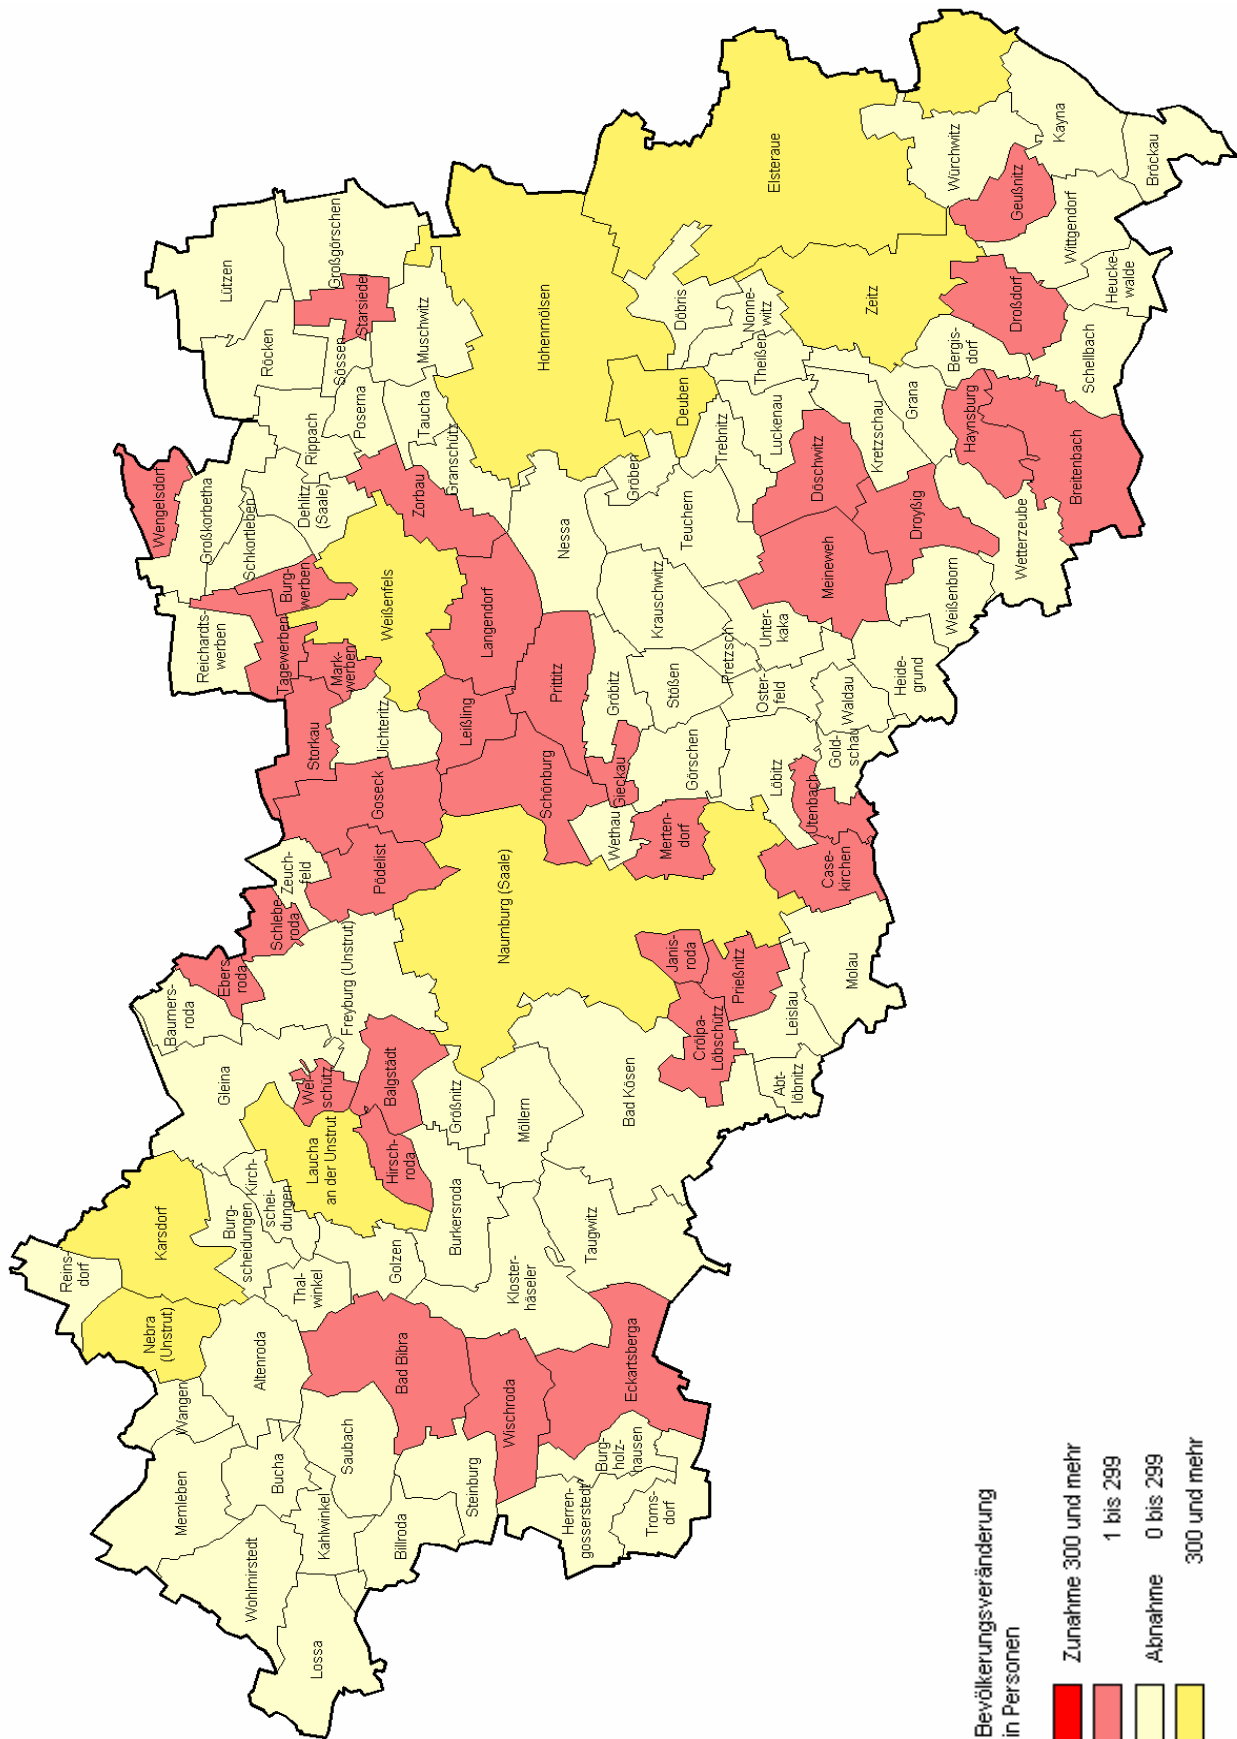 Lossa
Wohlmirstedt
Memleben
Kahlwinkel
Bucha
Wangen
Billroda
Saubach
Altenroda
Nebra
(Unstrut)
Reins-
dorf
Karsdorf
Steinburg
Bad Bibra
Thal-
winkel
Burg-
scheidungen
Kirch-
schei-
dungen
Golzen
Laucha
an der Unstrut
Gleina
Baumers-
roda
Ebers-
roda
Schlebe-
roda
Zeuch-
feld
Wei-
schütz
Freyburg (Unstrut)
Hirsch-
roda
Balgstädt
Größnitz
Burkersroda
Möllern
Wischroda
Kloster-
häseler
Herren-
gosserstedt
Burg-
holz-
hausen
Troms-
dorf
Eckartsberga
Taugwitz
Bad Kösen
Naumburg (Saale)
Pödelist
Goseck
Storkau
Uichteritz
Mark-
werben
Tagewerben
Reichardts-
werben
Burg-
werben
Großkorbetha
Wengelsdorf
Schkortleben
Dehlitz
(Saale)
Weißenfels
Leißling
Langendorf
Schönburg
Prittitz
Zorbau
Granschütz
Taucha
Poserna
Rippach
Röcken
Lützen
Sössen
Starsiedel
Großgörschen
Muschwitz
Hohenmölsen
Nessa
Gröben
Deuben
Döbris
Nonne-
witz
Theißen
Trebnitz
Luckenau
Teuchern
Krauschwitz
Gröbitz
Gieckau
Wethau
Merten-
dorf
Görschen
Stößen
Pretzsch
Unter-
kaka
Oster-
feld
Löbitz
Utenbach
Gold-
schau
Waldau
Heide-
grund
Case-
kirchen
Janis-
roda
Prießnitz
Crölpa-
Löbschütz
Leislau
Abt-
löbnitz
Molau
Meineweh
Döschwitz
Droyßig
Weißenborn
Wetterzeube
Kretzschau
Grana
Haynsburg
Breitenbach
Bergis-
dorf
Schellbach
Droßdorf
Zeitz
Elsteraue
Heucke-
walde
Wittgendorf
Geußnitz
Würchwitz
Kayna
Bröckau
Bevölkerungsveränderung
in Personen
Zunahme 300 und mehr
1 bis 299
Abnahme 0 bis 299
300 und mehr